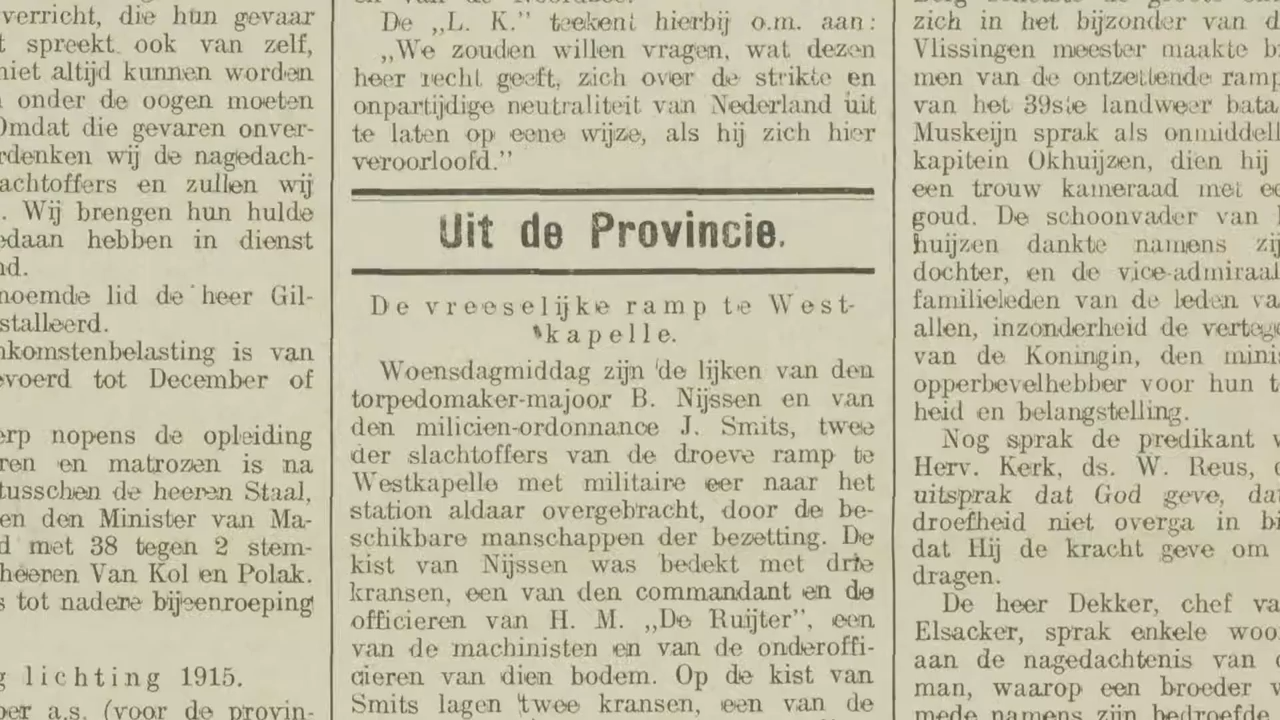 verricht, die hun gevaar
spreekt ook van zelf,
niet altijd kunnen worden
onder de oogen moeten
Omdat die gevaren onver-
rdenken wij de nagedach-
achtoffers en zullen wij
. Wij brengen hun hulde
edaan hebben in dienst
nd.
noemde lid de heer Gil-
stalleerd.
nkomstenbelasting is van
evoerd tot December of
erp nopens de opleiding
ren en matrozen is na
tusschen de heeren Staal,
en den Minister van Ma-
d met 38 tegen 2 stem-
heeren Van Kol en Polak.
s tot nadere bijeenroeping
g lichting 1915.
per a.s. (voor de provin-
De „L. K.” teekent hierbij o.m. aan:
„We zouden willen vragen, wat dezen
heer recht geeft, zich over de strikte en
onpartijdige neutraliteit van Nederland uit
te laten op eene wijze, als hij zich hier
veroorloofd.”
Uit de Provincie.
De vreeselijke ramp te West-
kapelle.
Woensdagmiddag zijn de lijken van den
torpedomaker-majoor B. Nijssen en van
den milicien-ordonnance J. Smits, twee
der slachtoffers van de droeve ramp te
Westkapelle met militaire eer naar het
station aldaar overgebracht, door de be-
schikbare manschappen der bezetting. De
kist van Nijssen was bedekt met drie
kransen, een van den commandant en de
officieren van H. M. „De Ruijter”, een
van de machinisten en van de onderoffi-
cieren van dien bodem. Op de kist van
Smits lagen twee kransen, een van de
zich in het bijzonder van d
Vlissingen meester maakte b
men van de ontzettende ramp
van het 39ste landweer bata
Muskeijn sprak als onmiddel
kapitein Okhuijzen, dien hij
een trouw kameraad met ee
goud. De schoonvader van
huijzen dankte namens zij
dochter, en de vice-admiraal
familieleden van de leden va
allen, inzonderheid de verteg
van de Koningin, den mini
opperbevelhebber voor hun t
heid en belangstelling.
Nog sprak de predikant v
Herv. Kerk, ds. W. Reus,
uitsprak dat God geve, da
droefheid niet overga in bi
dat Hij de kracht geve om
dragen.
De heer Dekker, chef va
Elsacker, sprak enkele woo
aan de nagedachtenis van
man, waarop een broeder v
mede namens zijn bedroefde